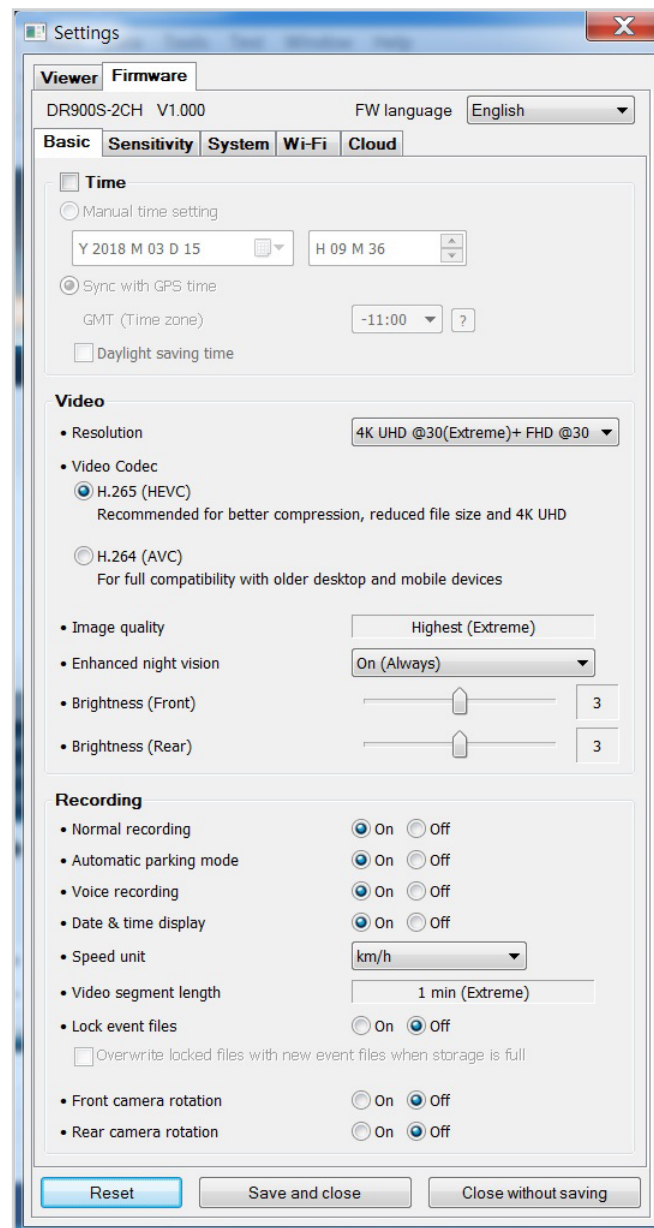 Settings
Viewer Firmware
DR900S-2CH V1.000 FW language English
Basic Sensitivity System Wi-Fi Cloud
Time
Manual time setting
Y 2018 M 03 D 15 H 09 M 36
Sync with GPS time
GMT (Time zone) -11:00 ?
Daylight saving time
Video
• Resolution 4K UHD @30(Extreme)+ FHD @30
• Video Codec
H.265 (HEVC)
Recommended for better compression, reduced file size and 4K UHD
H.264 (AVC)
For full compatibility with older desktop and mobile devices
• Image quality Highest (Extreme)
• Enhanced night vision On (Always)
• Brightness (Front) 3
• Brightness (Rear) 3
Recording
• Normal recording On Off
• Automatic parking mode On Off
• Voice recording On Off
• Date & time display On Off
• Speed unit km/h
• Video segment length 1 min (Extreme)
• Lock event files On Off
Overwrite locked files with new event files when storage is full
• Front camera rotation On Off
• Rear camera rotation On Off
Reset Save and close Close without saving